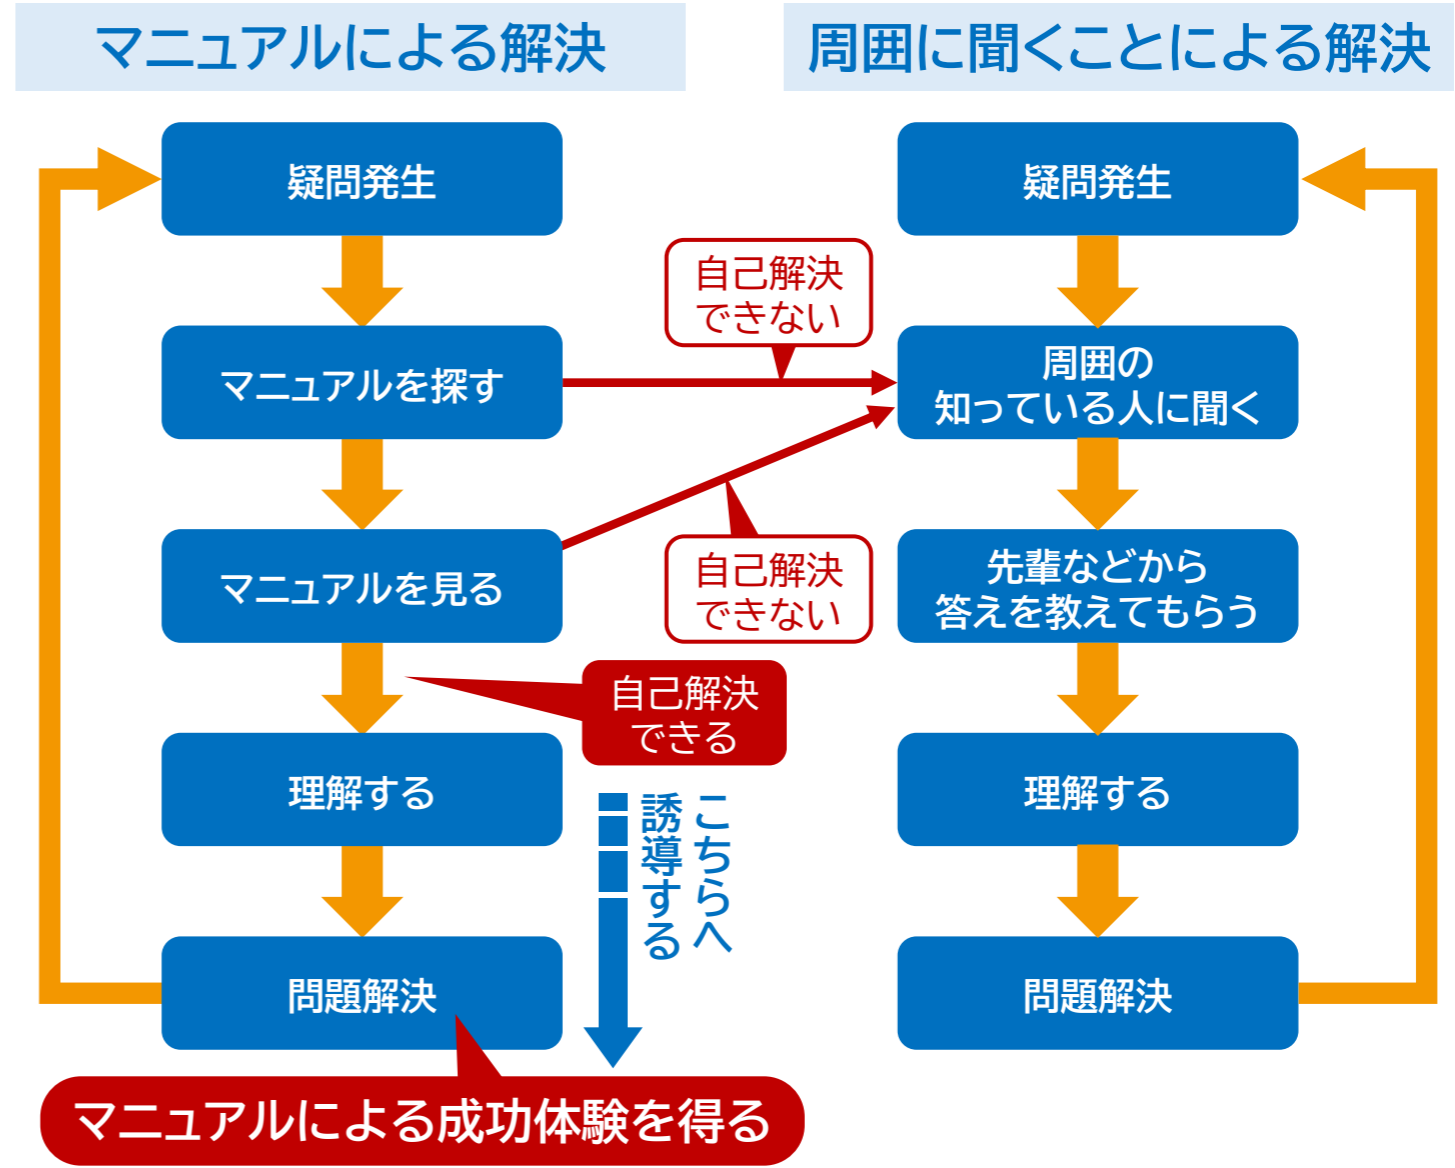 マニュアルによる解決
周囲に聞くことによる解決
疑問発生
マニュアルを探す
マニュアルを見る
理解する
問題解決
自己解決
できない
自己解決
できない
自己解決
できる
こちらへ
誘導する
マニュアルによる成功体験を得る
疑問発生
周囲の
知っている人に聞く
先輩などから
答えを教えてもらう
理解する
問題解決